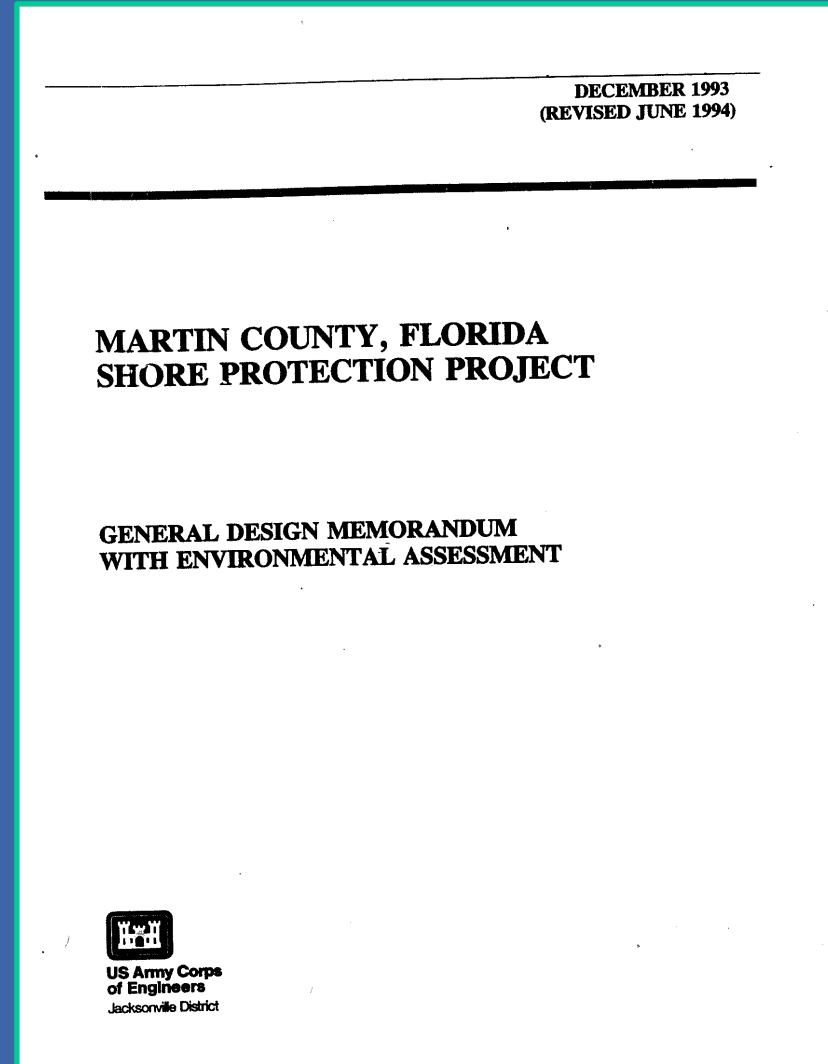 DECEMBER 1993
(REVISED JUNE 1994)
MARTIN COUNTY, FLORIDA
SHORE PROTECTION PROJECT
GENERAL DESIGN MEMORANDUM
WITH ENVIRONMENTAL ASSESSMENT
US Army Corps
of Engineers
Jacksonville District